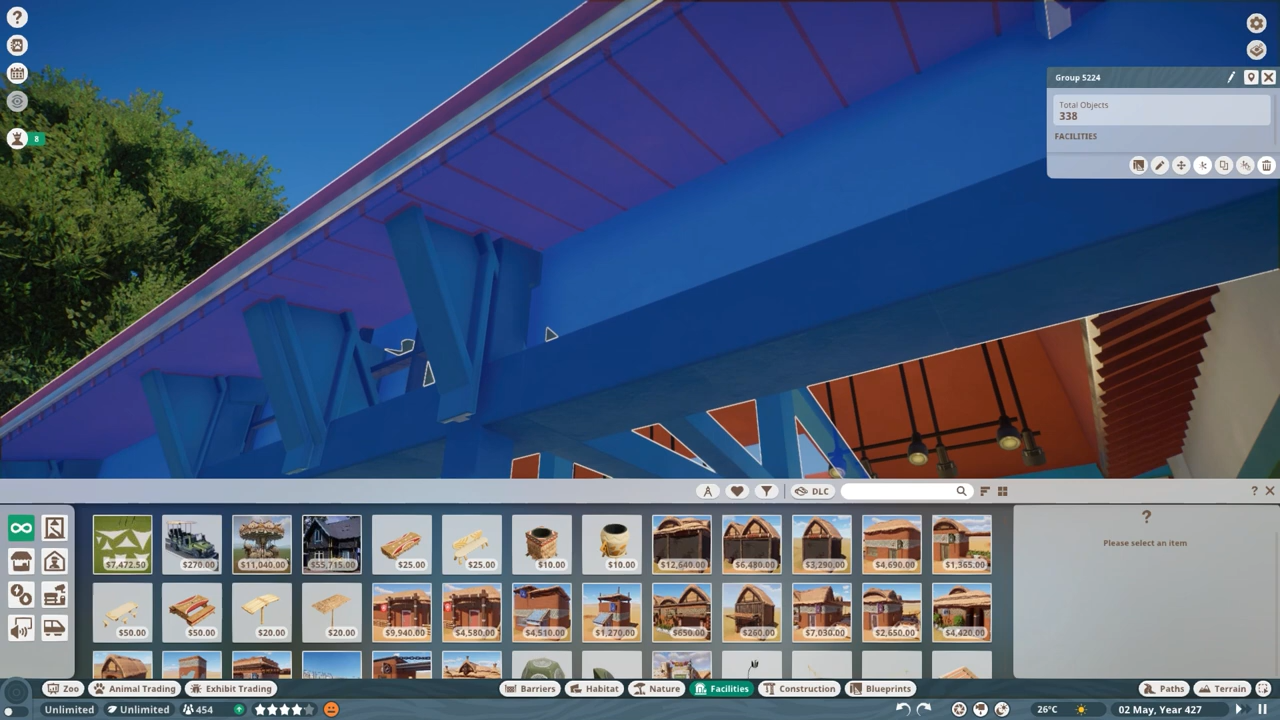 ?
8
Group 5224
Total Objects
338
FACILITIES
DLC
?
?
Please select an item
$7,472.50
$270.00
$11,040.00
$55,715.00
$25.00
$25.00
$10.00
$10.00
$12,640.00
$6,480.00
$3,290.00
$4,690.00
$1,365.00
$50.00
$50.00
$20.00
$20.00
$9,940.00
$4,580.00
$4,510.00
$1,270.00
$650.00
$260.00
$7,030.00
$2,650.00
$4,420.00
Zoo
Animal Trading
Exhibit Trading
Barriers
Habitat
Nature
Facilities
Construction
Blueprints
Paths
Terrain
Unlimited
Unlimited
454
26°C
02 May, Year 427